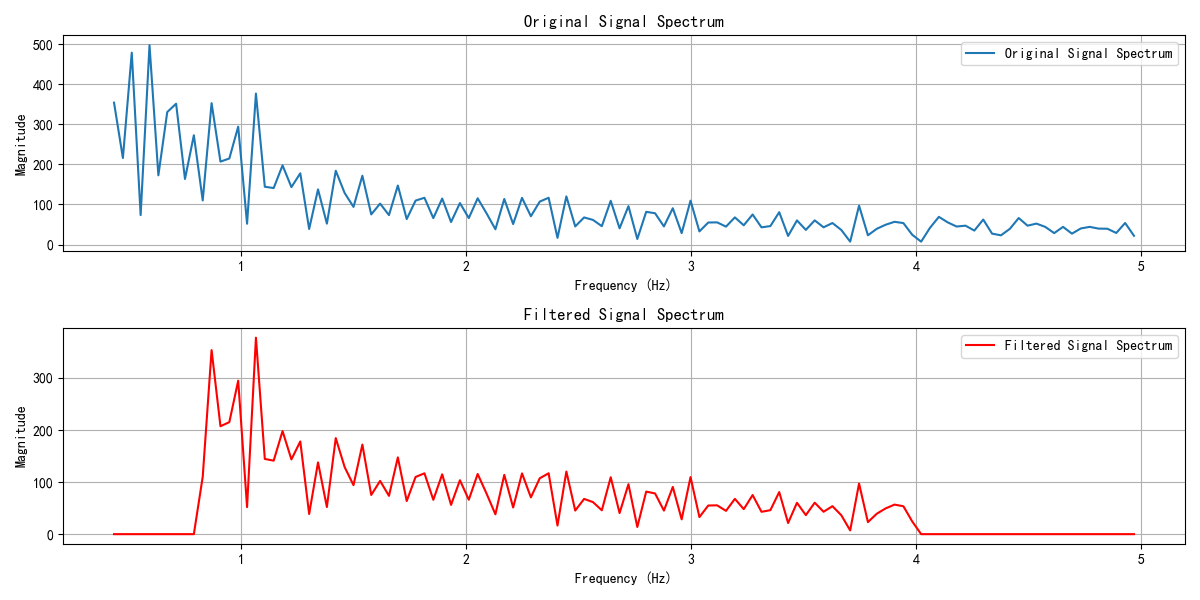 Original Signal Spectrum
500
400
300
200
100
0
Magnitude
Original Signal Spectrum
1
2
3
4
5
Frequency (Hz)
Filtered Signal Spectrum
300
200
100
0
Magnitude
Filtered Signal Spectrum
1
2
3
4
5
Frequency (Hz)